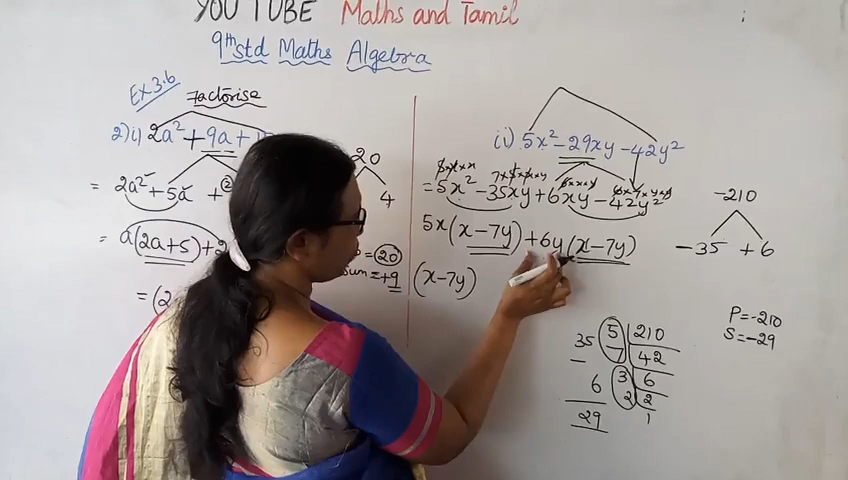 YOU TUBE Maths and Tamil
9th std Maths Algebra
Ex 3.6
Factorise
2) i) 2a² + 9a +
= 2a² + 5a +
= a(2a+5) +
= (2
20
4
= 20
Sum = +9
iv) 5x² - 29xy - 42y²
= 5x² - 35xy + 6xy - 42y²
5x(x-7y) + 6y(x-7y)
(x-7y)
-210
-35 +6
P = -210
S = -29
35
6
29
5 | 210
7 | 42
3 | 6
2 | 2
1